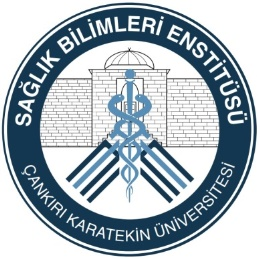 SAĞLIK BİLİMLERİ ENSTİTÜSÜ
ÇANKIRI KARATEKİN ÜNİVERSİTESİ